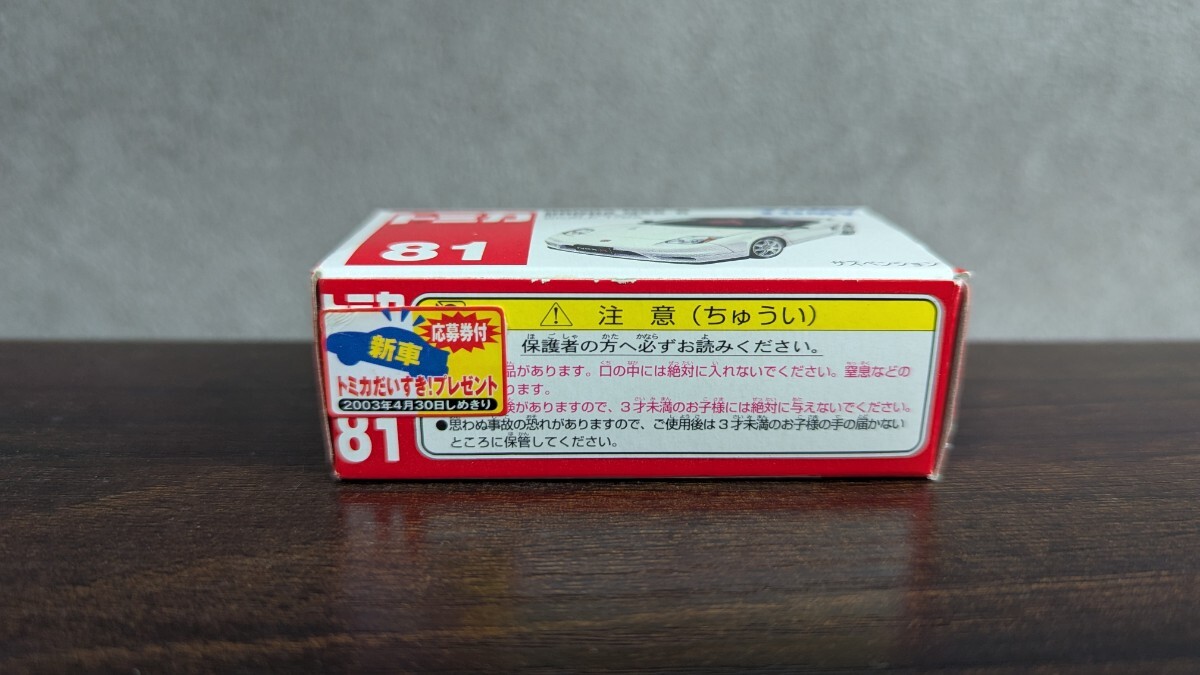 トミカ
81
サスペンション
トミカ
応募券付
新車
トミカだいすき!プレゼント
2003年4月30日しめきり
81
⚠ 注 意（ちゅうい）
保護者の方へ必ずお読みください。
品があります。口の中には絶対に入れないでください。窒息などの
ります。
険がありますので、3才未満のお子様には絶対に与えないでください。
●思わぬ事故の恐れがありますので、ご使用後は3才未満のお子様の手の届かない
ところに保管してください。